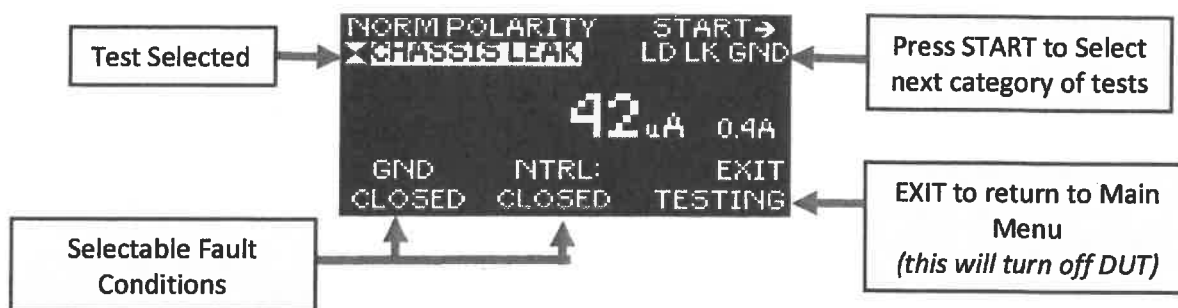 Test Selected
NORM POLARITY START→
CHASSIS LEAK LD LK GND
42 uA 0.4A
GND NTRL: EXIT
CLOSED CLOSED TESTING
Press START to Select
next category of tests
EXIT to return to Main
Menu
(this will turn off DUT)
Selectable Fault
Conditions